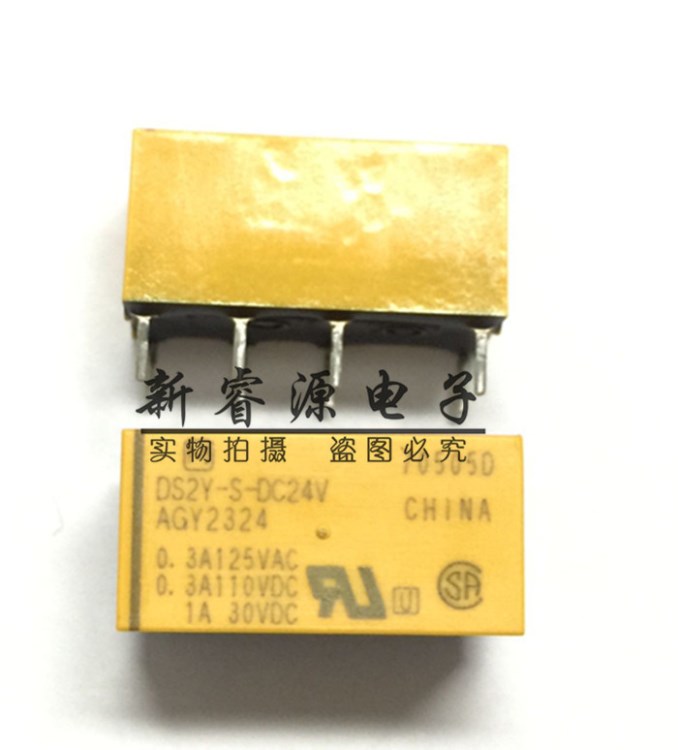 新睿源电子
实物拍摄 盗图必究
70505D
DS2Y-S-DC24V
AGY2324
CHINA
0.3A125VAC
0.3A110VDC
1A 30VDC